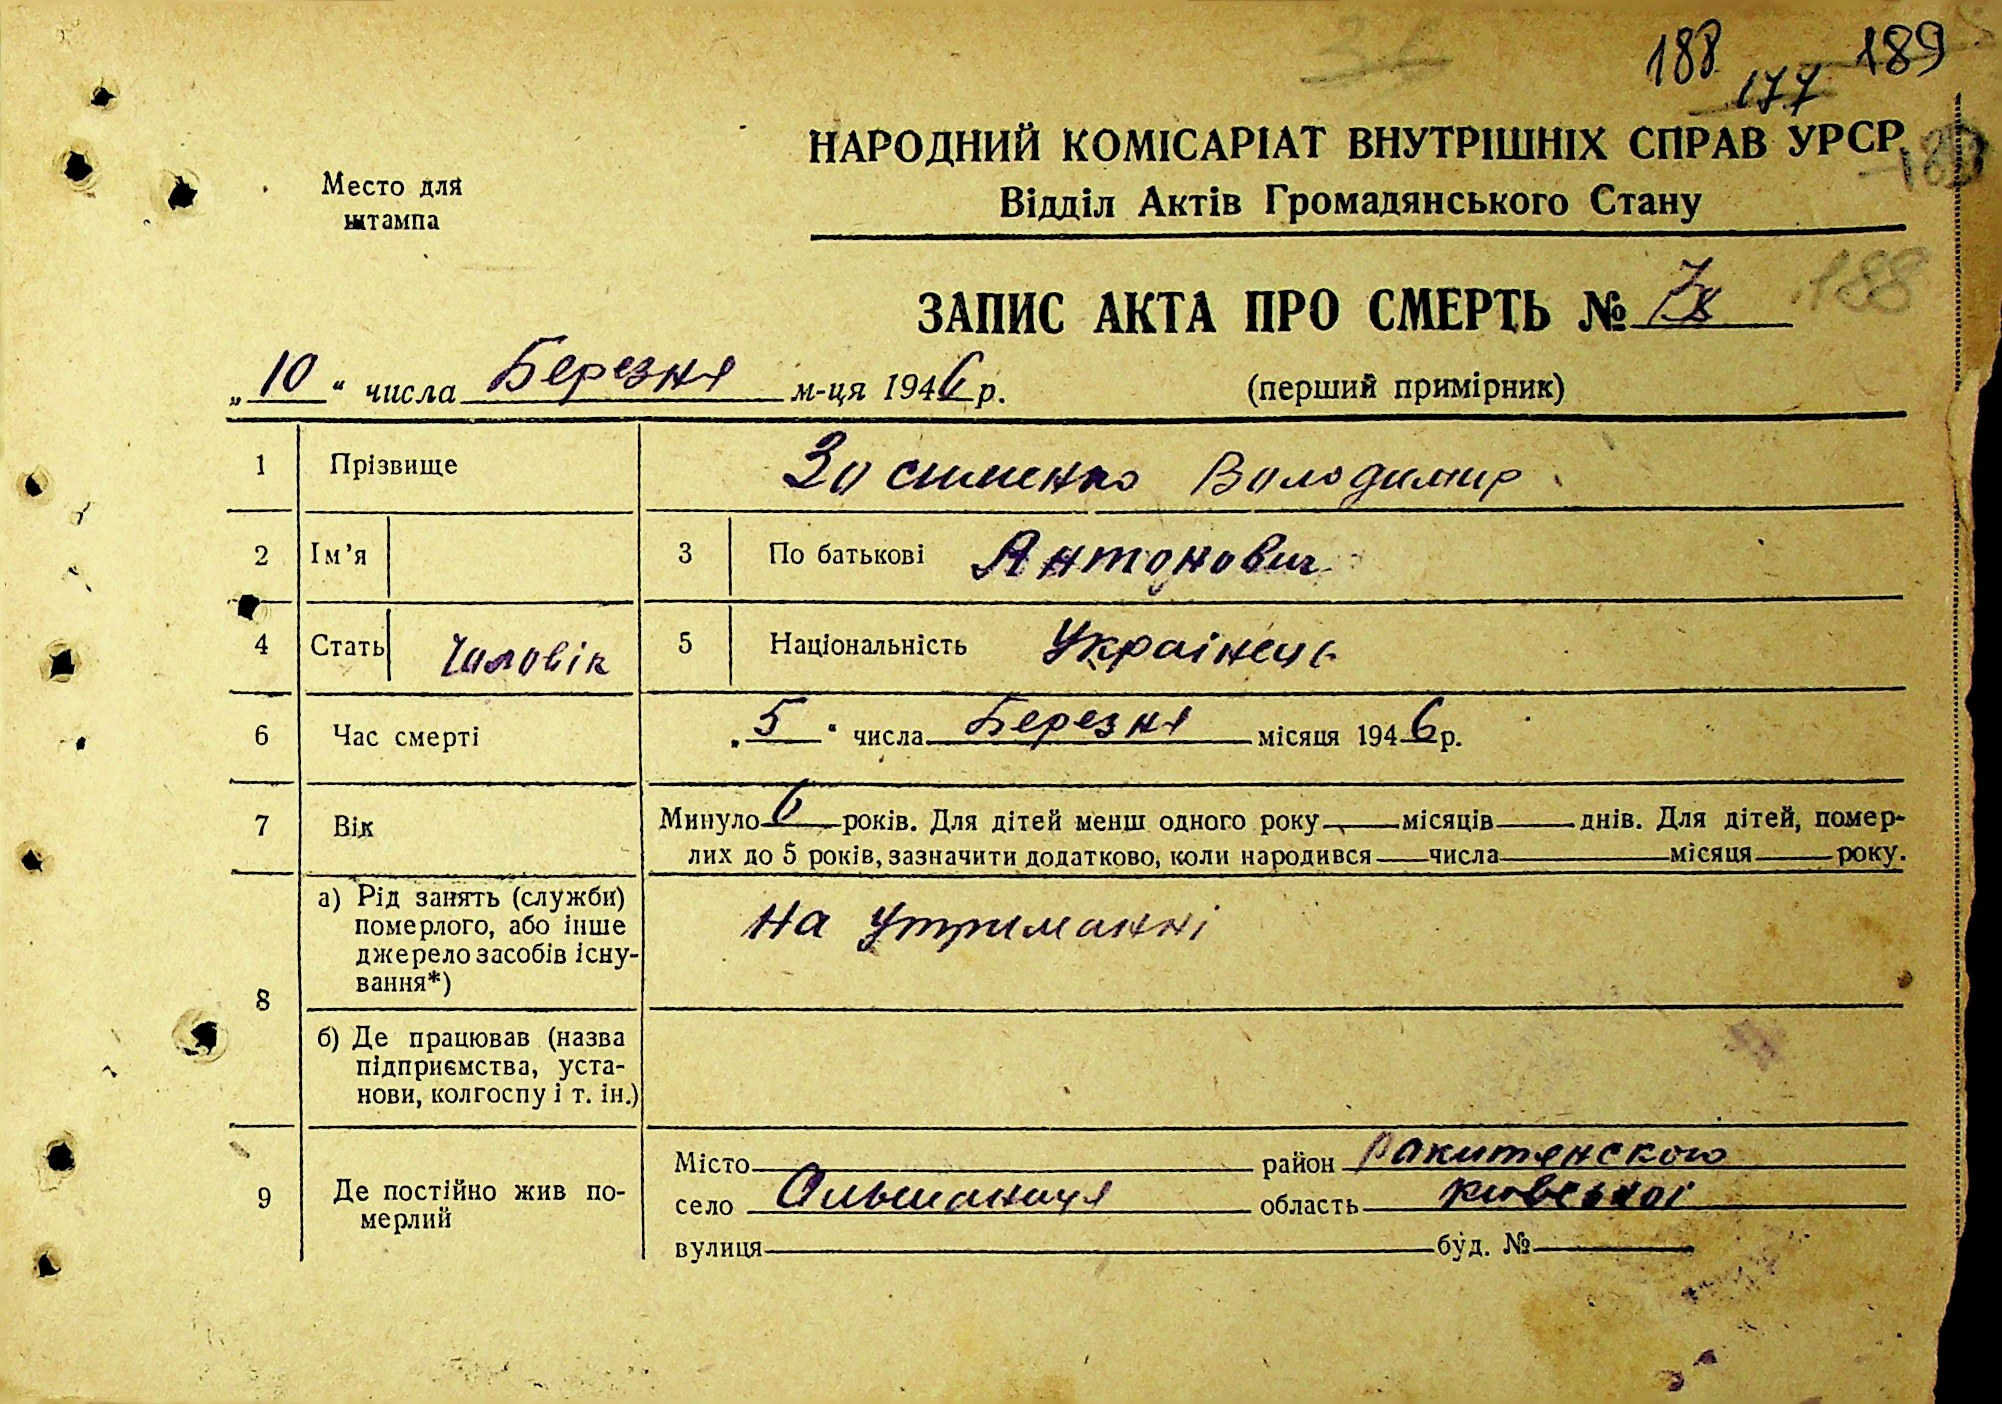 188 177 189
НАРОДНИЙ КОМІСАРІАТ ВНУТРІШНІХ СПРАВ УРСР
Место для
штампа
Відділ Актів Громадянського Стану
188
ЗАПИС АКТА ПРО СМЕРТЬ №
„10“ числа Березня м-ця 1946 р. (перший примірник)
1 Прізвище Зосименко Володимир
2 Ім’я 3 По батькові Антонович
4 Стать Чоловік 5 Національність Українець
6 Час смерті „5“ числа Березня місяця 1946 р.
7 Вік Минуло 6 років. Для дітей менш одного року місяців днів. Для дітей, помер-
лих до 5 років, зазначити додатково, коли народився числа місяця року.
8 а) Рід занять (служби)
померлого, або інше
джерело засобів існу-
вання*)
На утриманні
б) Де працював (назва
підприємства, уста-
нови, колгоспу і т. ін.)
9 Де постійно жив по-
мерлий
Місто район Ракитянского
село Ольшаниця область київської
вулиця буд. №